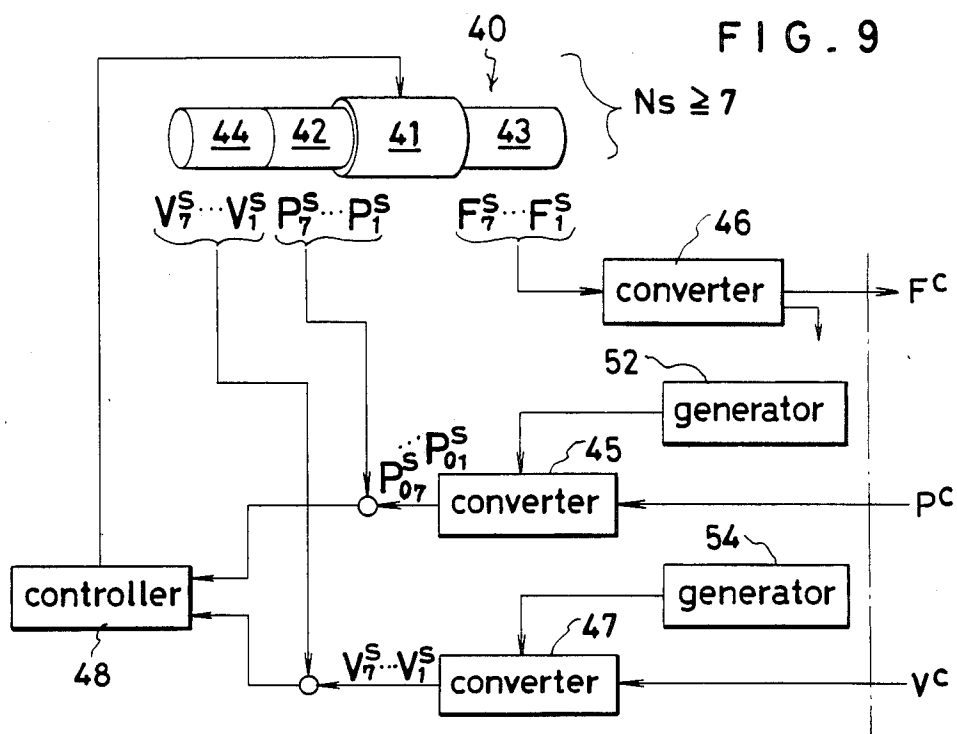 FIG. 9
40
Ns ≧ 7
44 42 41 43
V₇ˢ...V₁ˢ P₇ˢ...P₁ˢ F₇ˢ...F₁ˢ
46
converter
Fᶜ
52
generator
P₀₇ˢ...P₀₁ˢ
45
converter
Pᶜ
54
generator
controller
48
V₇ˢ...V₁ˢ
47
converter
Vᶜ